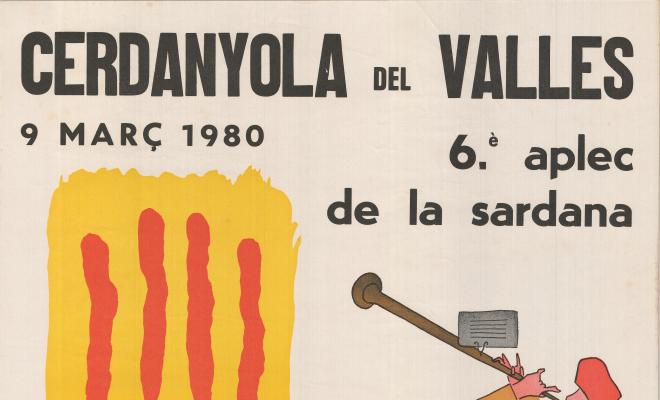 CERDANYOLA DEL VALLES
9 MARÇ 1980
6.è aplec
de la sardana